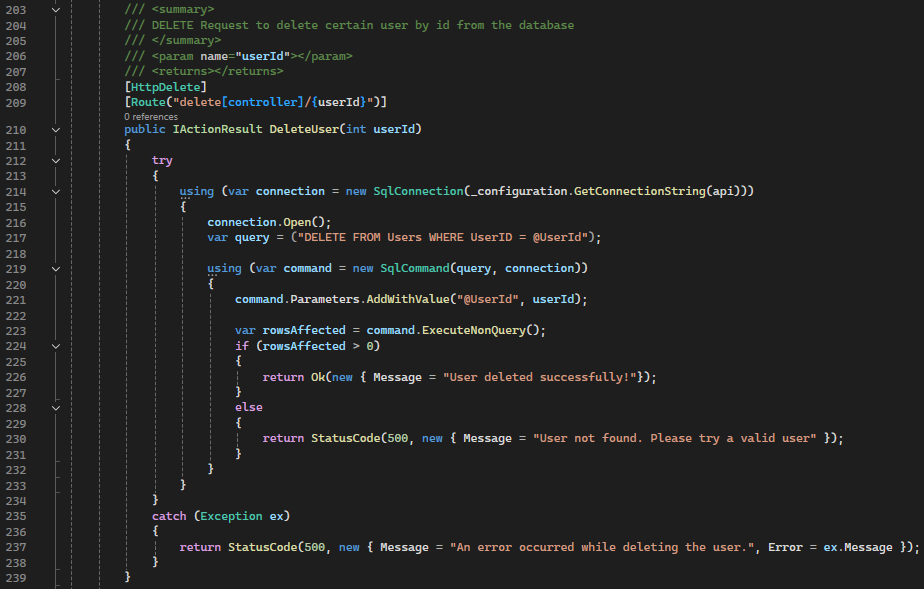 203 /// <summary>
204 /// DELETE Request to delete certain user by id from the database
205 /// </summary>
206 /// <param name="userId"></param>
207 /// <returns></returns>
208 [HttpDelete]
209 [Route("delete[controller]/{userId}")]
0 references
210 public IActionResult DeleteUser(int userId)
211 {
212 try
213 {
214 using (var connection = new SqlConnection(_configuration.GetConnectionString(api)))
215 {
216 connection.Open();
217 var query = ("DELETE FROM Users WHERE UserID = @UserId");
218
219 using (var command = new SqlCommand(query, connection))
220 {
221 command.Parameters.AddWithValue("@UserId", userId);
222
223 var rowsAffected = command.ExecuteNonQuery();
224 if (rowsAffected > 0)
225 {
226 return Ok(new { Message = "User deleted successfully!"});
227 }
228 else
229 {
230 return StatusCode(500, new { Message = "User not found. Please try a valid user" });
231 }
232 }
233 }
234 }
235 catch (Exception ex)
236 {
237 return StatusCode(500, new { Message = "An error occurred while deleting the user.", Error = ex.Message });
238 }
239 }